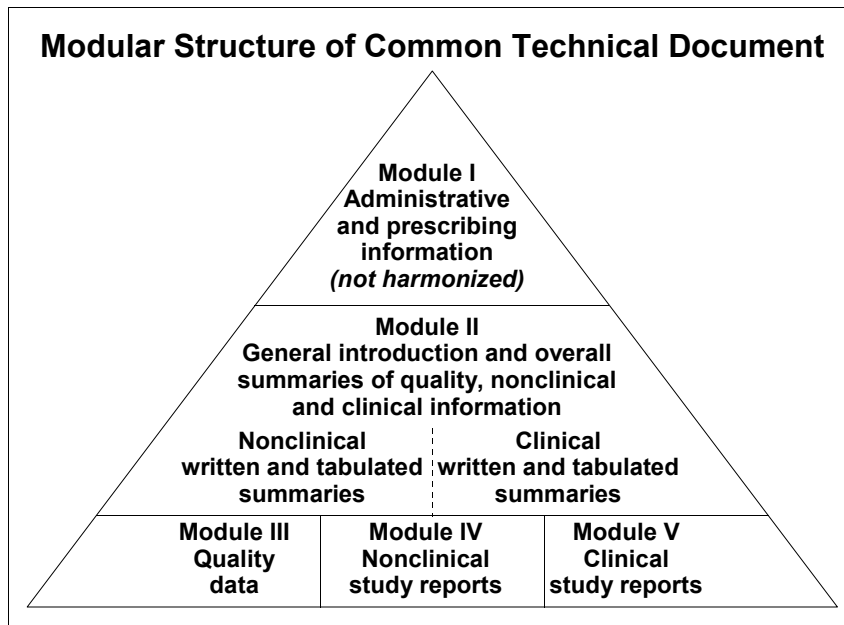 Modular Structure of Common Technical Document
Module I
Administrative
and prescribing
information
(not harmonized)
Module II
General introduction and overall
summaries of quality, nonclinical
and clinical information
Nonclinical
written and tabulated
summaries
Clinical
written and tabulated
summaries
Module III
Quality
data
Module IV
Nonclinical
study reports
Module V
Clinical
study reports